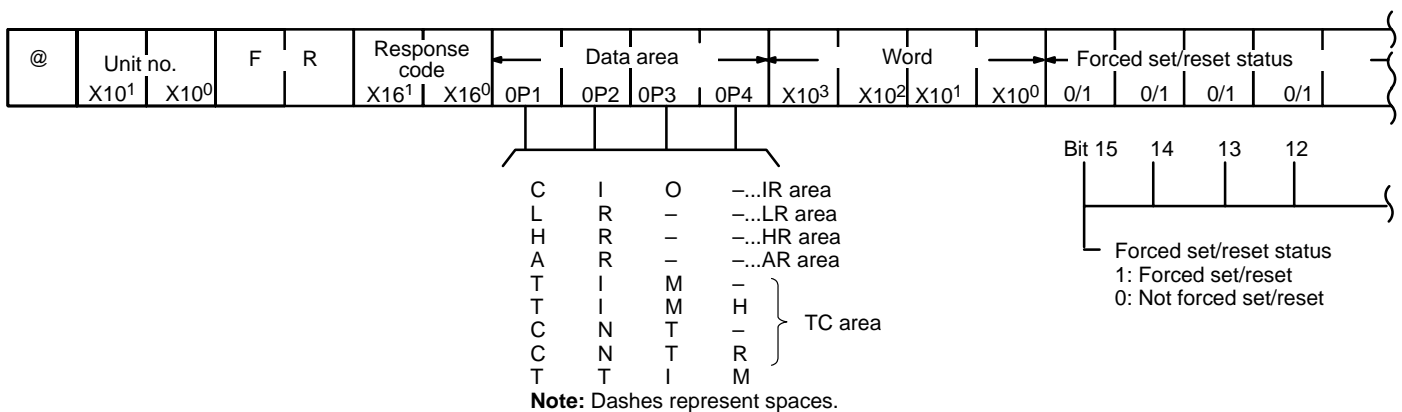 @ Unit no. F R Response code Data area Word Forced set/reset status
X10¹ X10⁰ X16¹ X16⁰ 0P1 0P2 0P3 0P4 X10³ X10² X10¹ X10⁰ 0/1 0/1 0/1 0/1
Bit 15 14 13 12
C I O –...IR area
L R – –...LR area
H R – –...HR area
A R – –...AR area
T I M –
T I M H
C N T –
C N T R
TC area
T T I M
Note: Dashes represent spaces.
Forced set/reset status
1: Forced set/reset
0: Not forced set/reset